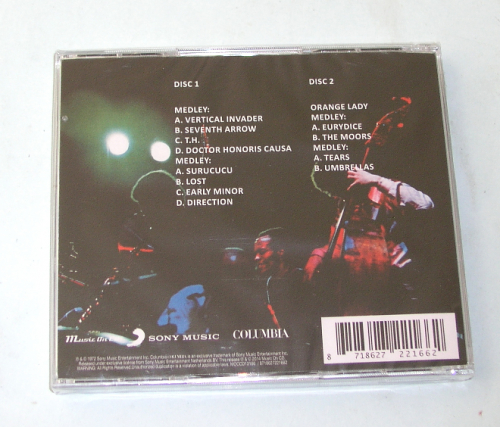 DISC 1
MEDLEY:
A. VERTICAL INVADER
B. SEVENTH ARROW
C. T.H.
D. DOCTOR HONORIS CAUSA
MEDLEY:
A. SURUCUCU
B. LOST
C. EARLY MINOR
D. DIRECTION
DISC 2
ORANGE LADY
MEDLEY:
A. EURYDICE
B. THE MOORS
MEDLEY:
A. TEARS
B. UMBRELLAS
Music On
SONY MUSIC
COLUMBIA
8 718627 221662